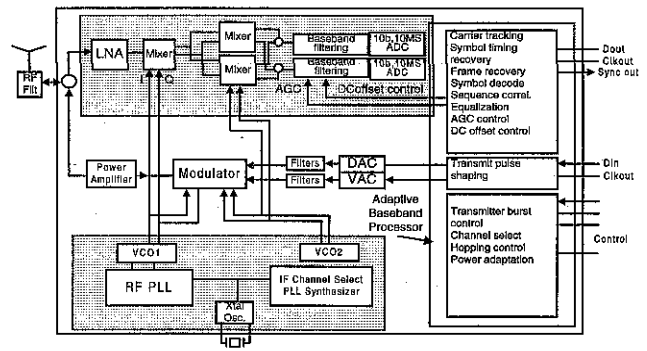 RF
Filt
LNA
Mixer
I
Q
Mixer
Mixer
Baseband
filtering
10b,10MS
ADC
Baseband
filtering
10b,10MS
ADC
AGC
DCoffset control
Carrier tracking
Symbol timing
recovery
Frame recovery
Symbol decode
Sequence correl.
Equalization
AGC control
DC offset control
Dout
Clkout
Sync out
Power
Amplifier
Modulator
Filters
Filters
DAC
VAC
Transmit pulse
shaping
Din
Clkout
Adaptive
Baseband
Processor
Transmitter burst
control
Channel select
Hopping control
Power adaptation
Control
VCO1
VCO2
RF PLL
IF Channel Select
PLL Synthesizer
Xtal
Osc.